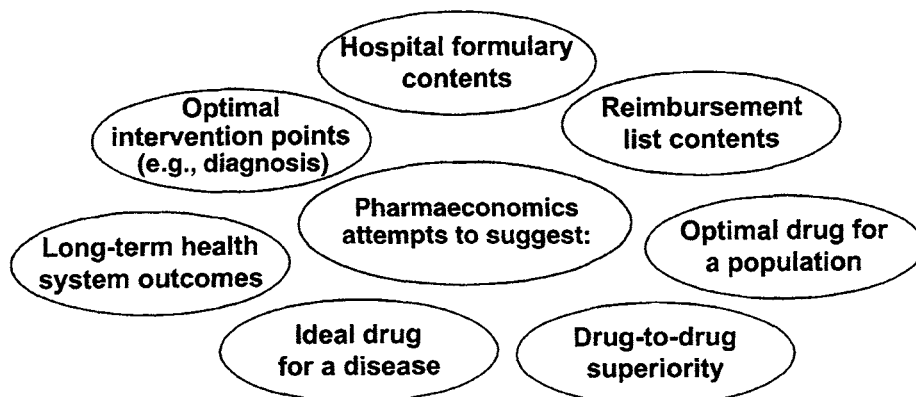 Hospital formulary
contents
Optimal
intervention points
(e.g., diagnosis)
Reimbursement
list contents
Pharmaeconomics
attempts to suggest:
Long-term health
system outcomes
Optimal drug for
a population
Ideal drug
for a disease
Drug-to-drug
superiority